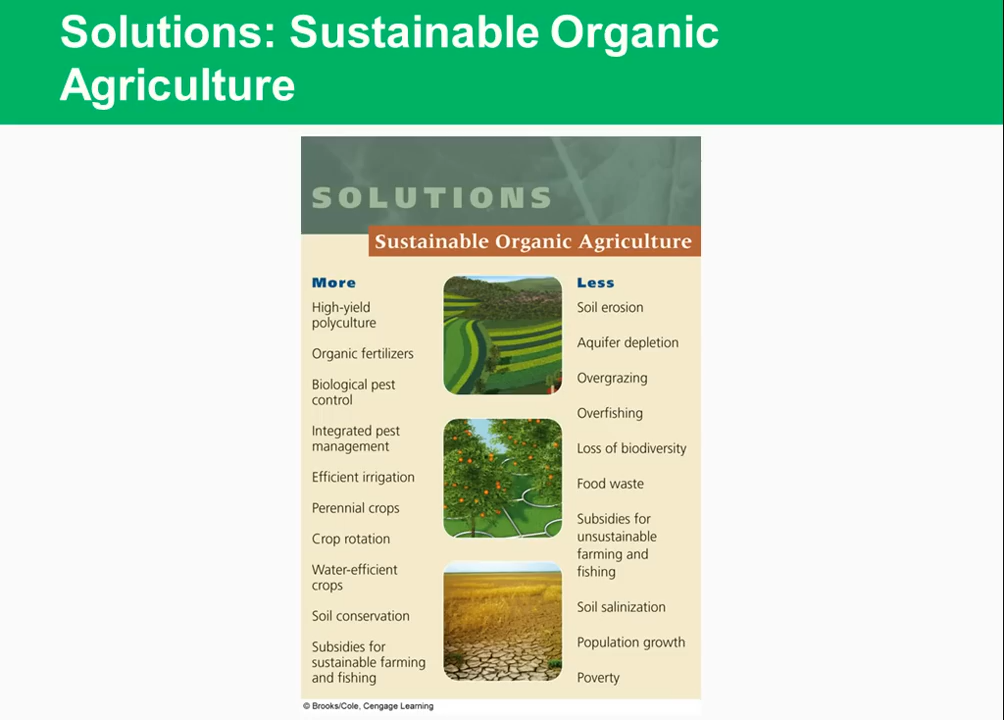 Solutions: Sustainable Organic
Agriculture
SOLUTIONS
Sustainable Organic Agriculture
More
High-yield
polyculture
Organic fertilizers
Biological pest
control
Integrated pest
management
Efficient irrigation
Perennial crops
Crop rotation
Water-efficient
crops
Soil conservation
Subsidies for
sustainable farming
and fishing
Less
Soil erosion
Aquifer depletion
Overgrazing
Overfishing
Loss of biodiversity
Food waste
Subsidies for
unsustainable
farming and
fishing
Soil salinization
Population growth
Poverty
© Brooks/Cole, Cengage Learning